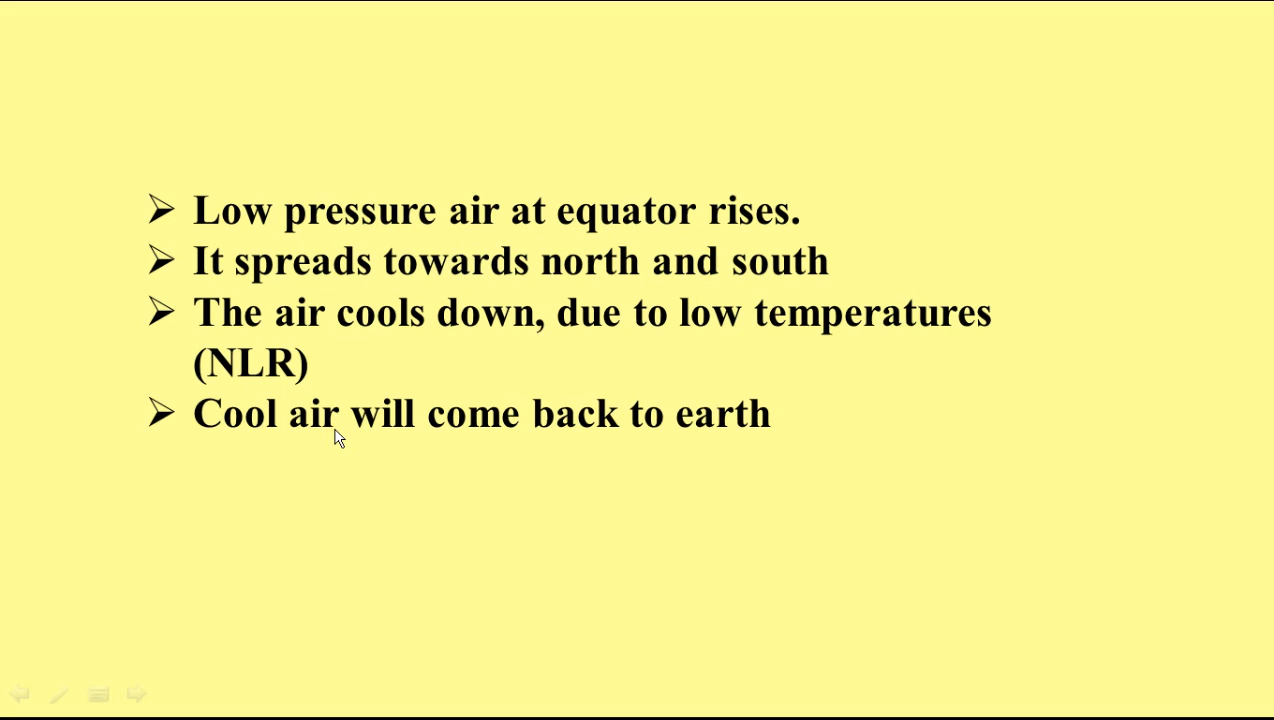 ➢ Low pressure air at equator rises.
➢ It spreads towards north and south
➢ The air cools down, due to low temperatures
(NLR)
➢ Cool air will come back to earth